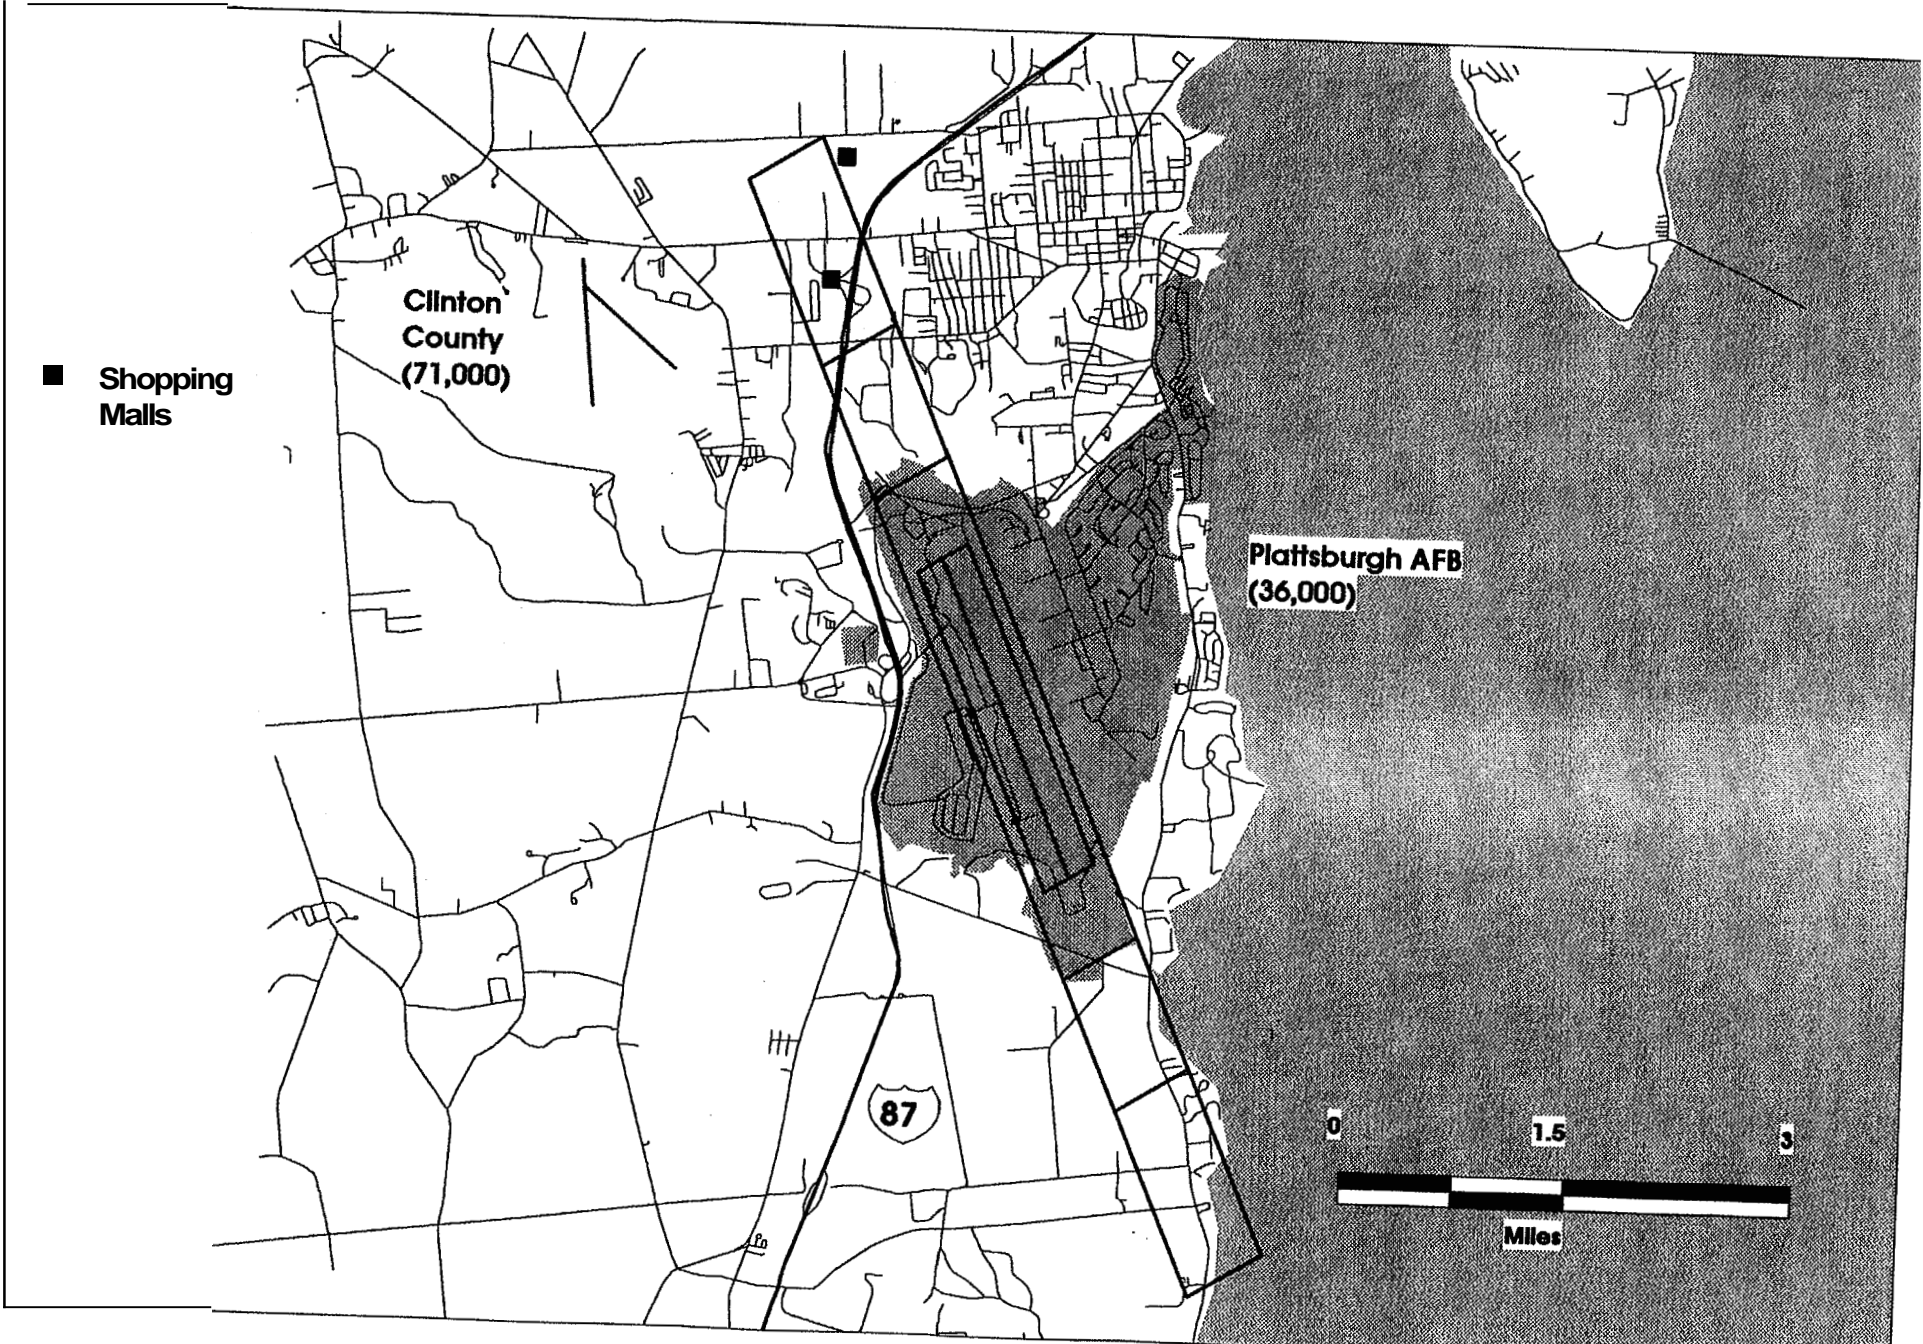 Clinton
County
(71,000)
Shopping
Malls
Plattsburgh AFB
(36,000)
87
0 1.5 3
Miles